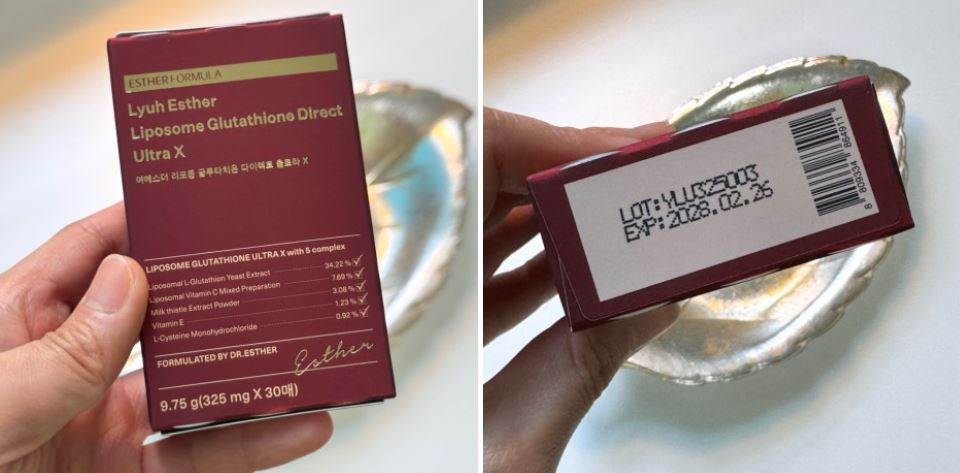 ESTHER FORMULA
Lyuh Esther
Liposome Glutathione Direct
Ultra X
여에스더 리포좀 글루타치온 다이렉트 울트라 X
LIPOSOME GLUTATHIONE ULTRA X with 5 complex
Liposomal L-Glutathion Yeast Extract 34.22 %
Liposomal Vitamin C Mixed Preparation 7.69 %
Milk thistle Extract Powder 3.08 %
Vitamin E 1.23 %
L-Cysteine Monohydrochloride 0.92 %
FORMULATED BY DR.ESTHER
Esther
9.75 g(325 mg X 30매)
LOT:YLU325003
EXP:2028.02.26
8 809334 864911